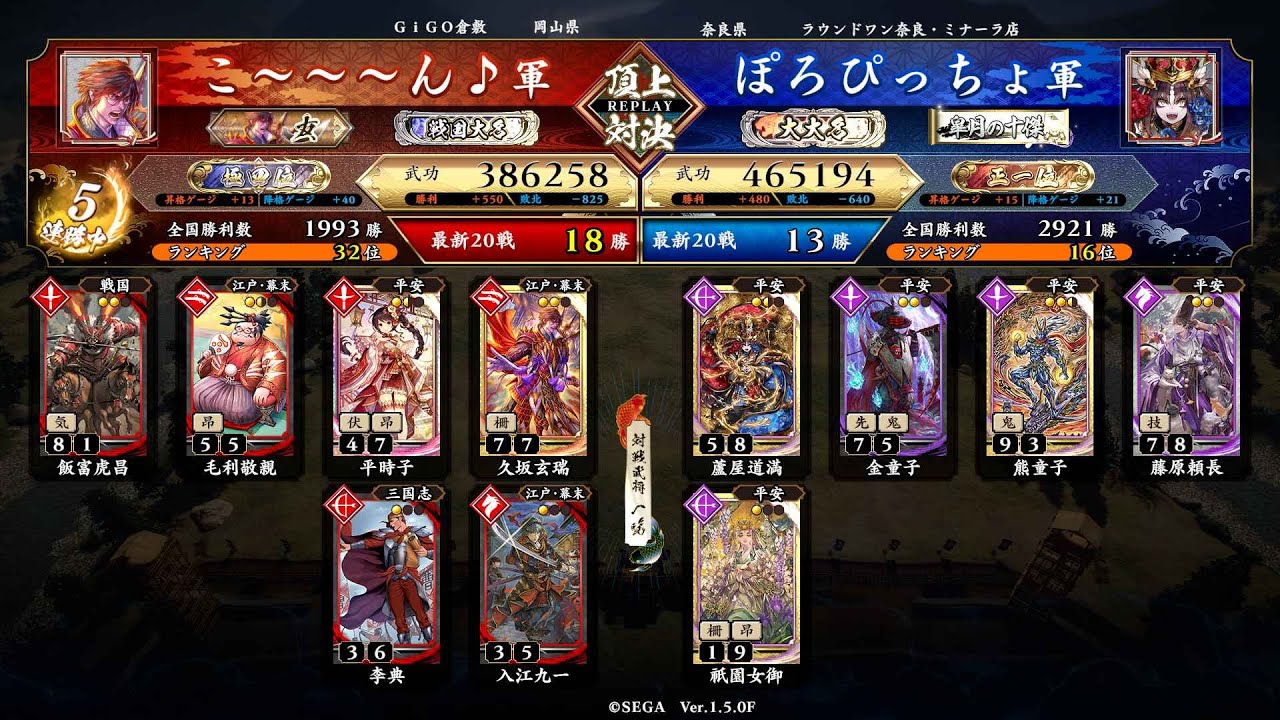 GiGO倉敷 岡山県
奈良県 ラウンドワン奈良・ミナーラ店
こ～～～ん♪軍
頂上
REPLAY
対決
ぽろぴっちょ軍
戦国大名
大大名
皐月の十傑
5
連勝中
極四位
武功 386258
勝利 +550 敗北 -825
昇格ゲージ +13 降格ゲージ +40
武功 465194
勝利 +480 敗北 -640
正一位
昇格ゲージ +15 降格ゲージ +21
全国勝利数 1993勝
ランキング 32位
最新20戦 18勝
最新20戦 13勝
全国勝利数 2921勝
ランキング 16位
戦国
気
8 1
飯富虎昌
江戸・幕末
昴
5 5
毛利敬親
平安
伏 昴
4 7
平時子
江戸・幕末
柵
7 7
久坂玄瑞
平安
5 8
蘆屋道満
平安
先 鬼
7 5
金童子
平安
鬼
9 3
熊童子
平安
技
7 8
藤原頼長
対戦武将一覧
三国志
3 6
李典
江戸・幕末
3 5
入江九一
平安
柵 昴
1 9
祇園女御
©SEGA Ver.1.5.0F